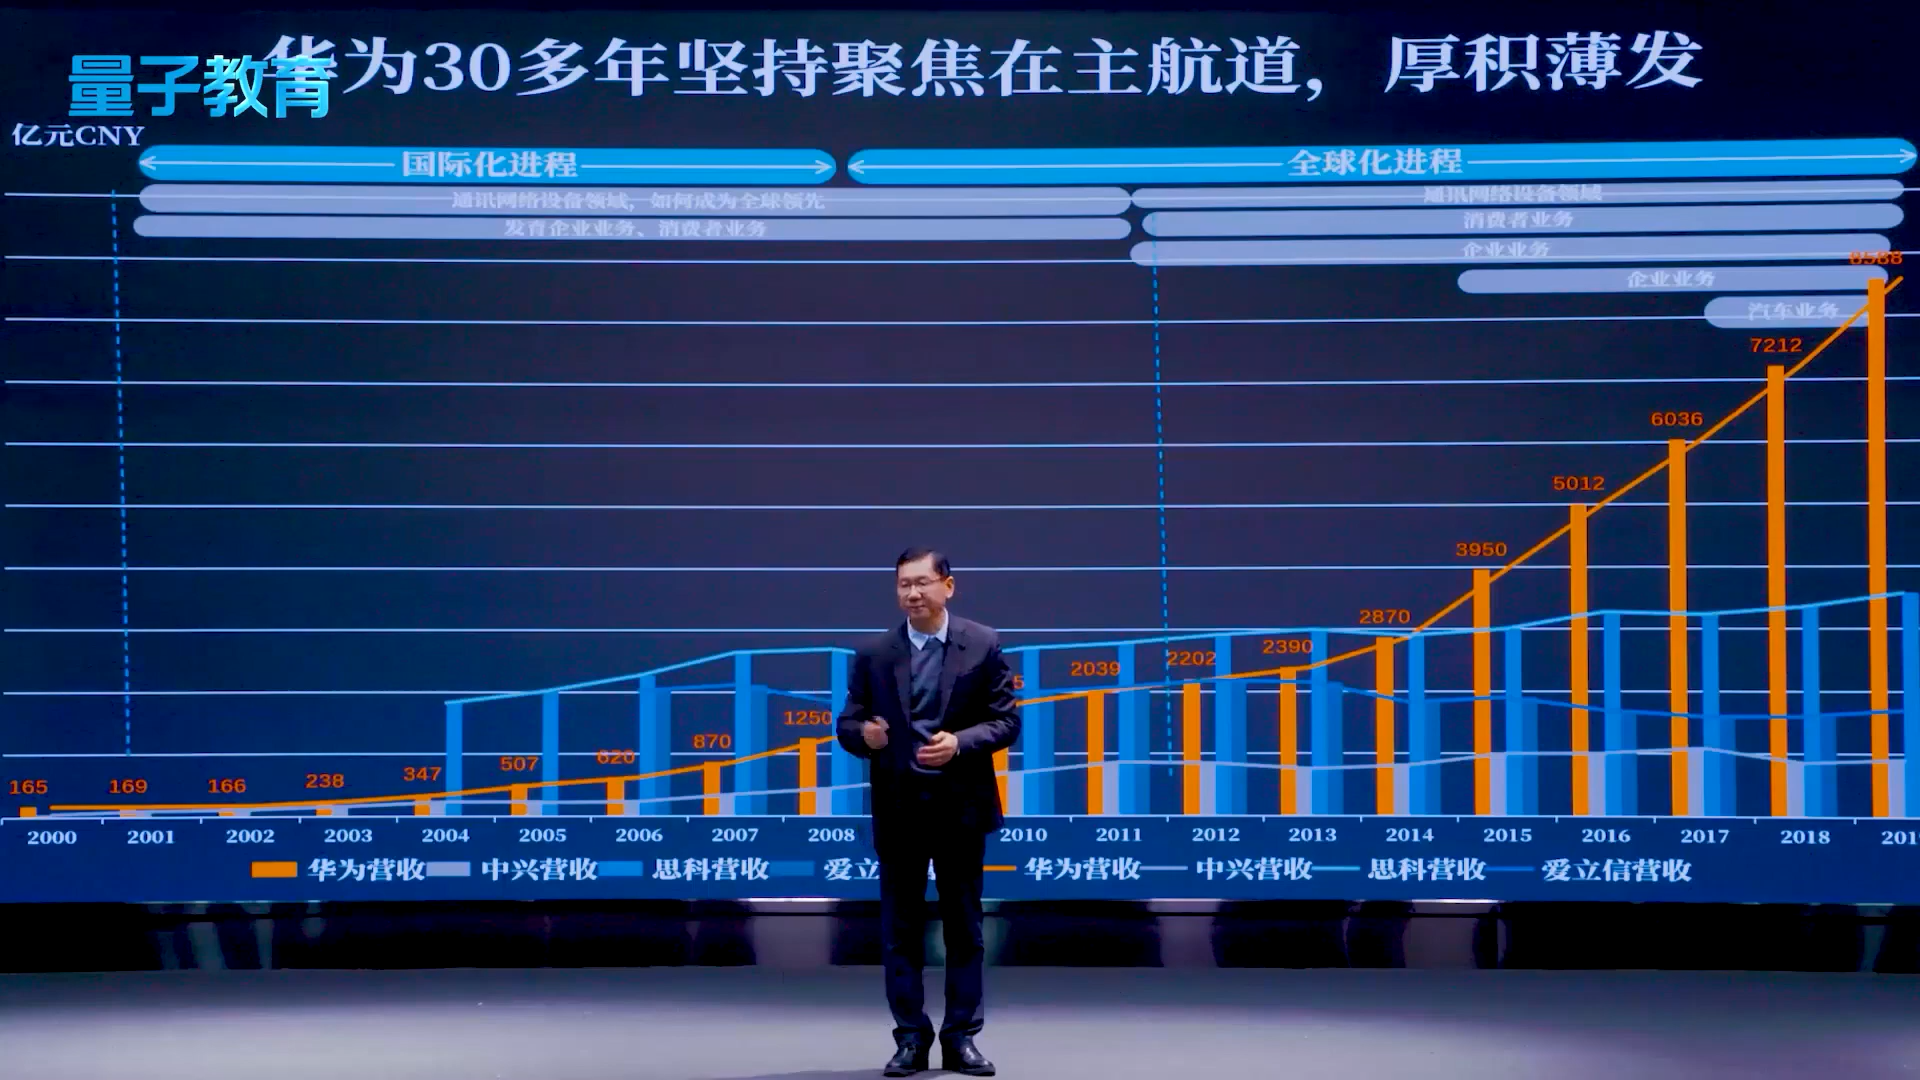 量子教育
华为30多年坚持聚焦在主航道，厚积薄发
亿元CNY
国际化进程 全球化进程
通讯网络设备领域，如何成为全球领先 通讯网络设备领域
发育企业业务、消费者业务 消费者业务
企业业务
企业业务
汽车业务
8588
7212
6036
5012
3950
2870
2390
2202
2039
5
1250
870
620
507
347
238
166
169
165
2000 2001 2002 2003 2004 2005 2006 2007 2008 2010 2011 2012 2013 2014 2015 2016 2017 2018 201
华为营收 中兴营收 思科营收 爱立信 华为营收 中兴营收 思科营收 爱立信营收